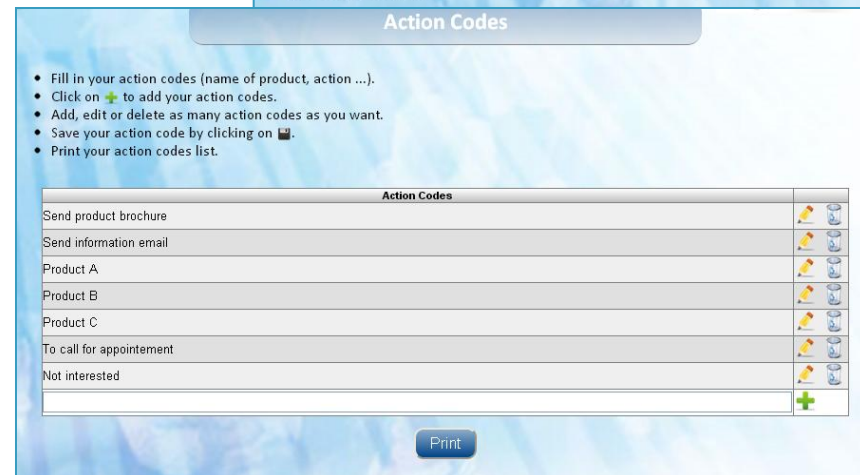 Action Codes
Fill in your action codes (name of product, action ...).
Click on to add your action codes.
Add, edit or delete as many action codes as you want.
Save your action code by clicking on .
Print your action codes list.
Action Codes
Send product brochure
Send information email
Product A
Product B
Product C
To call for appointement
Not interested
Print